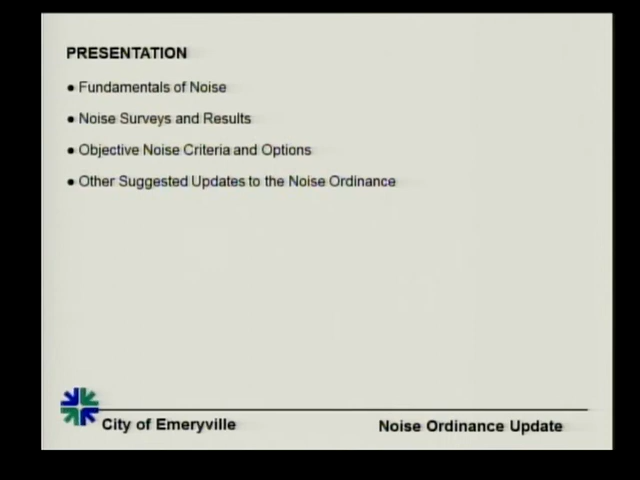 PRESENTATION
● Fundamentals of Noise
● Noise Surveys and Results
● Objective Noise Criteria and Options
● Other Suggested Updates to the Noise Ordinance
City of Emeryville
Noise Ordinance Update